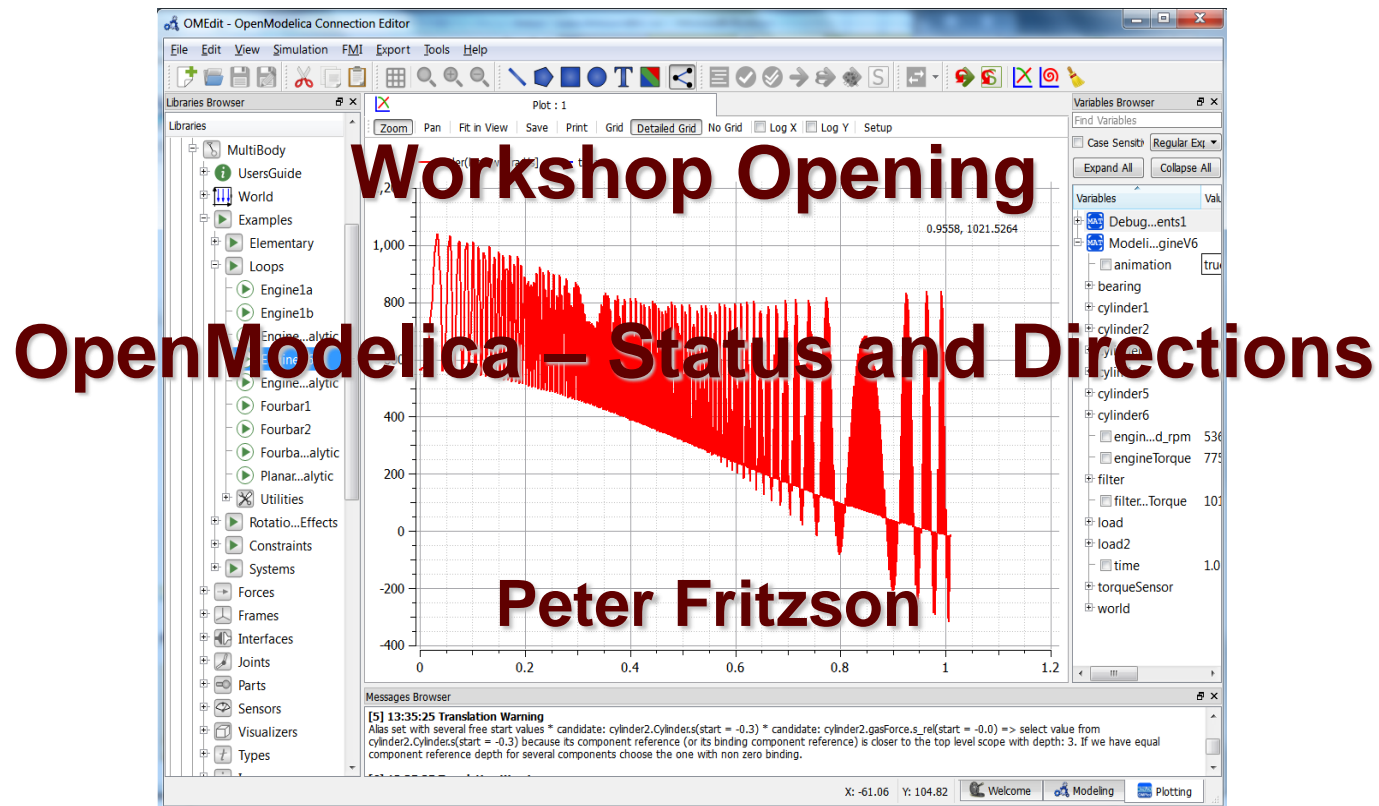 OMEdit - OpenModelica Connection Editor
File Edit View Simulation FMI Export Tools Help
Libraries Browser
Libraries
MultiBody
UsersGuide
World
Examples
Elementary
Loops
Engine1a
Engine1b
Engine...alytic
Engine...alytic
Fourbar1
Fourbar2
Fourba...alytic
Planar...alytic
Utilities
Rotatio...Effects
Constraints
Systems
Forces
Frames
Interfaces
Joints
Parts
Sensors
Visualizers
Types
Plot : 1
Zoom Pan Fit in View Save Print Grid Detailed Grid No Grid Log X Log Y Setup
Workshop Opening
0.9558, 1021.5264
1,000
800
OpenModelica – Status and Directions
400
200
0
-200
Peter Fritzson
-400
0 0.2 0.4 0.6 0.8 1 1.2
Variables Browser
Find Variables
Case Sensiti Regular Exp
Expand All Collapse All
Variables Valu
Debug...ents1
Modeli...gineV6
animation true
bearing
cylinder1
cylinder2
cylinder5
cylinder6
engin...d_rpm 536
engineTorque 775
filter
filter...Torque 101
load
load2
time 1.0
torqueSensor
world
Messages Browser
[5] 13:35:25 Translation Warning
Alias set with several free start values * candidate: cylinder2.Cylinder.s(start = -0.3) * candidate: cylinder2.gasForce.s_rel(start = -0.0) => select value from
cylinder2.Cylinder.s(start = -0.3) because its component reference (or its binding component reference) is closer to the top level scope with depth: 3. If we have equal
component reference depth for several components choose the one with non zero binding.
X: -61.06 Y: 104.82 Welcome Modeling Plotting